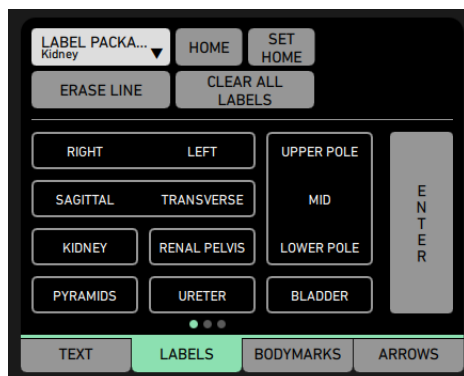 LABEL PACKA...
Kidney
HOME
SET
HOME
ERASE LINE
CLEAR ALL
LABELS
RIGHT LEFT
UPPER POLE
SAGITTAL TRANSVERSE
MID
KIDNEY
RENAL PELVIS
LOWER POLE
PYRAMIDS
URETER
BLADDER
E
N
T
E
R
TEXT
LABELS
BODYMARKS
ARROWS